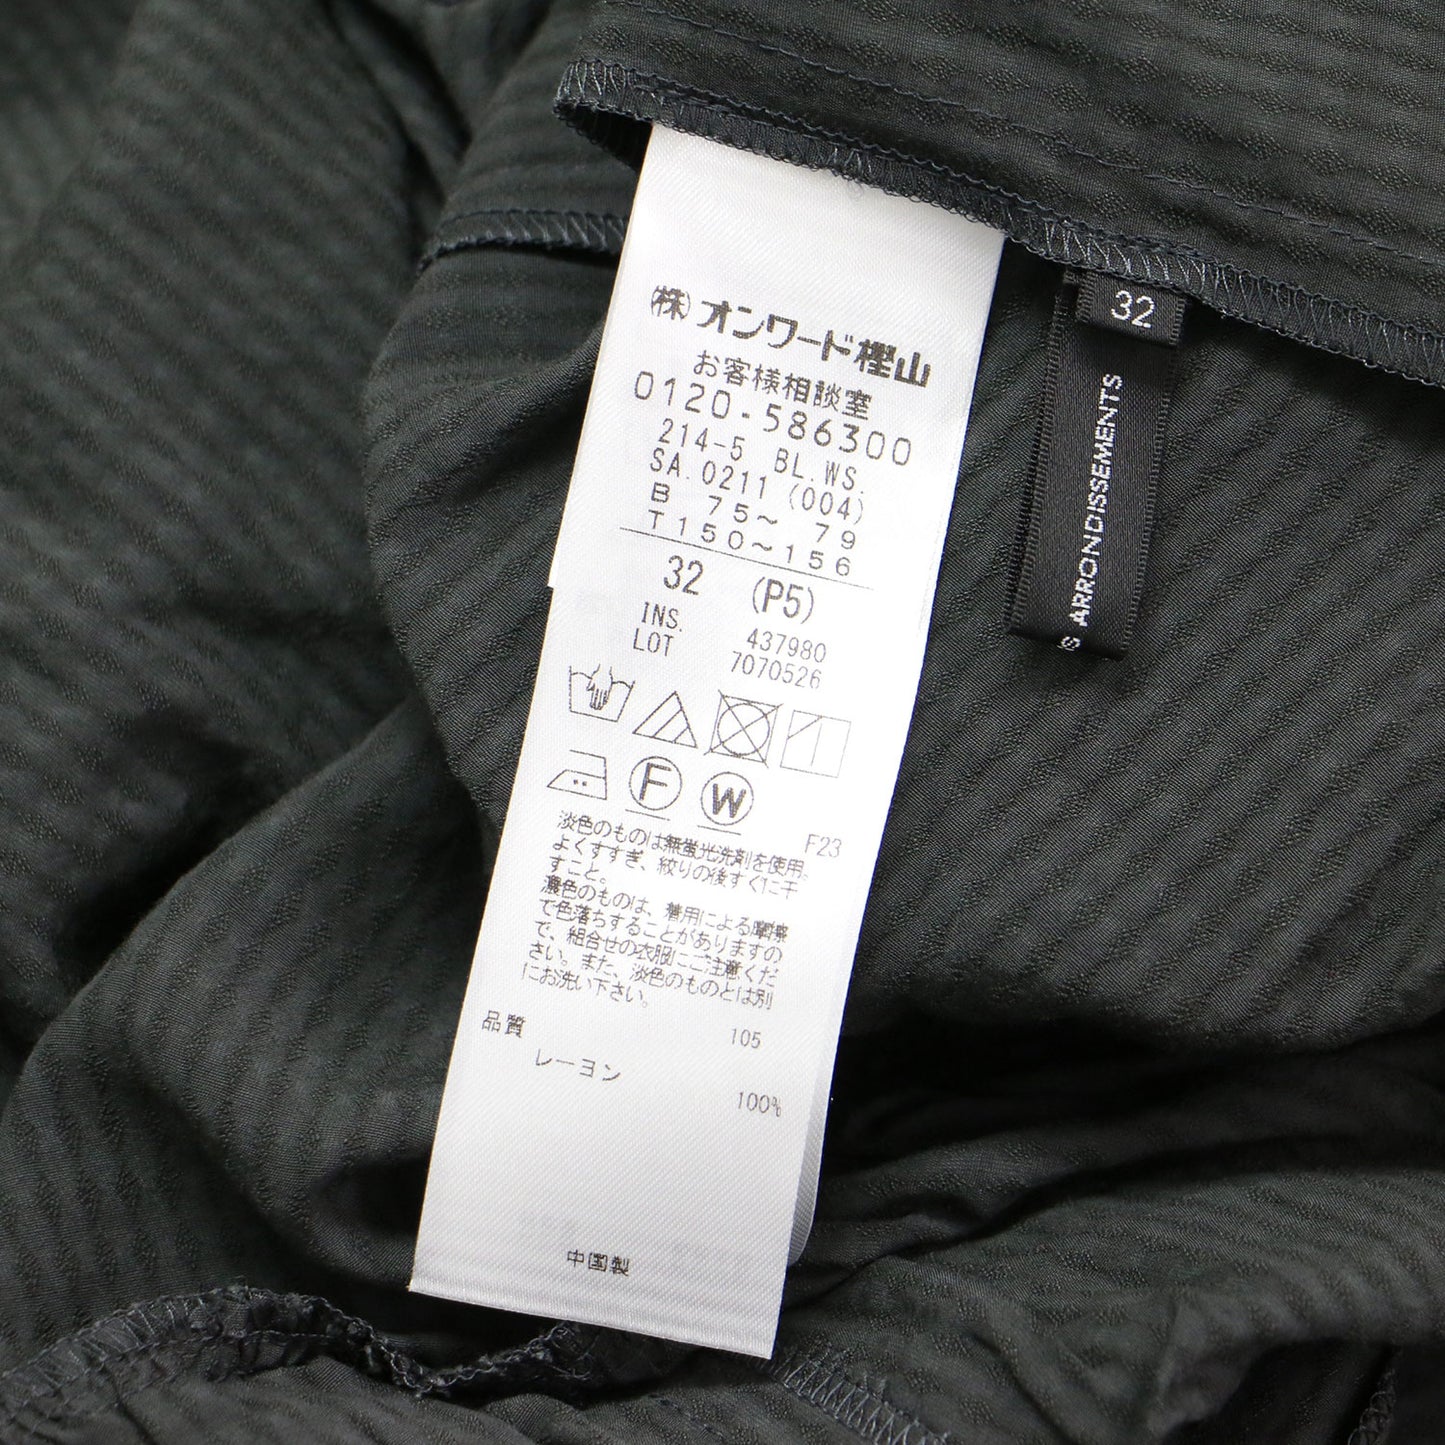 ㈱オンワード樫山
お客様相談室
0120-586300
214-5 BL.WS.
SA.0211 (004)
B 75～ 79
T150～156
32 (P5)
INS. 437980
LOT 7070526
F W
F23
淡色のものは無蛍光洗剤を使用。
よくすすぎ、絞りの後すぐに干
すこと。
濃色のものは、着用による摩擦
で色落ちすることがありますの
で、組合せの衣服にご注意くだ
さい。また、淡色のものとは別
にお洗い下さい。
品質 105
レーヨン
100%
中国製
32
ARRONDISSEMENTS